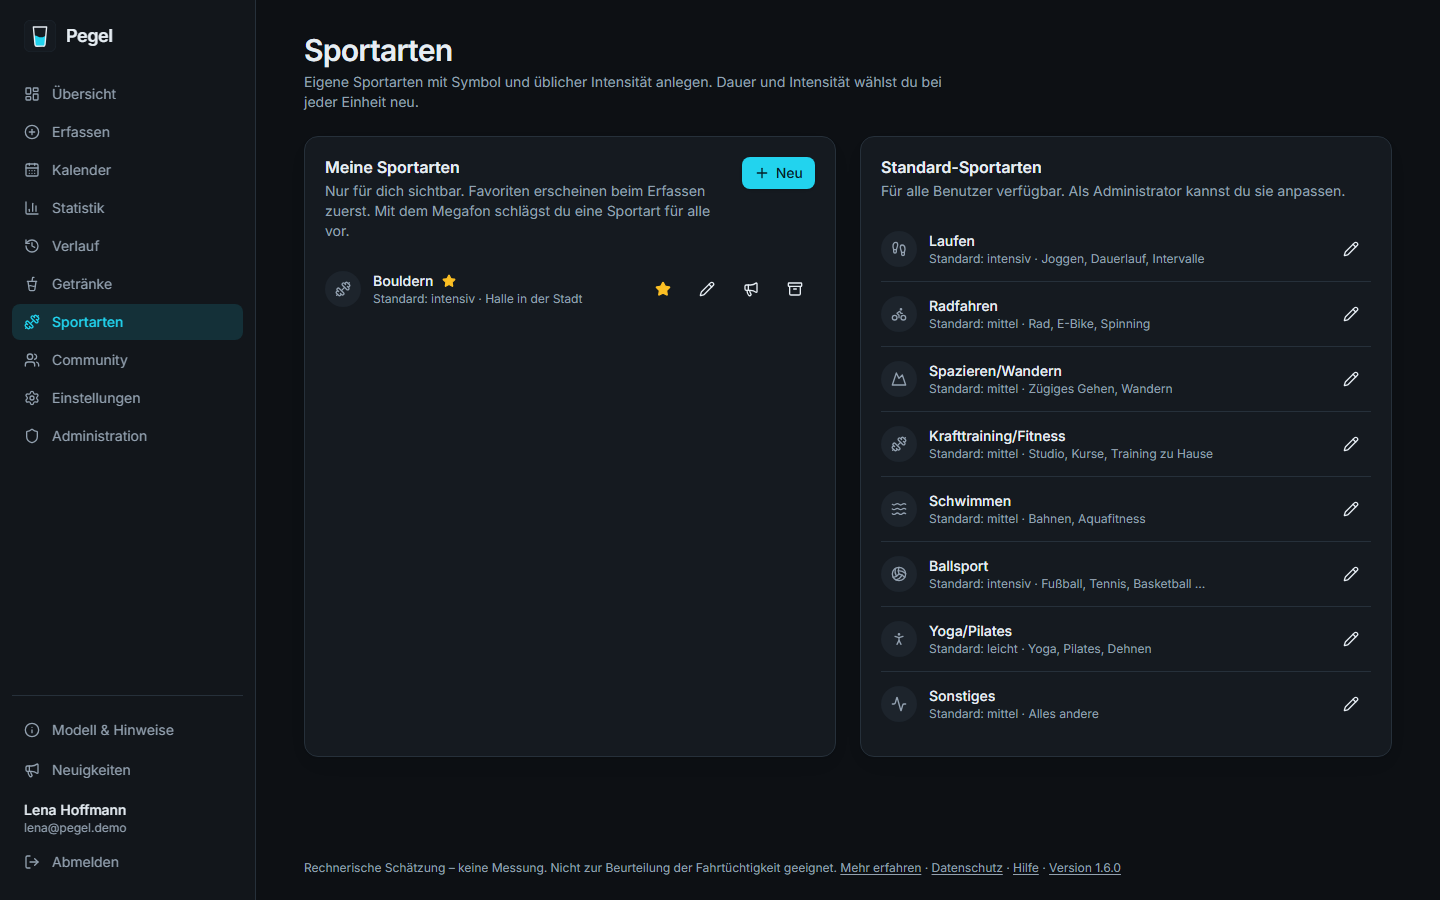 Pegel
Übersicht
Erfassen
Kalender
Statistik
Verlauf
Getränke
Sportarten
Community
Einstellungen
Administration
Modell & Hinweise
Neuigkeiten
Lena Hoffmann
lena@pegel.demo
Abmelden
Sportarten
Eigene Sportarten mit Symbol und üblicher Intensität anlegen. Dauer und Intensität wählst du bei
jeder Einheit neu.
Meine Sportarten
Nur für dich sichtbar. Favoriten erscheinen beim Erfassen
zuerst. Mit dem Megafon schlägst du eine Sportart für alle
vor.
Neu
Bouldern
Standard: intensiv · Halle in der Stadt
Standard-Sportarten
Für alle Benutzer verfügbar. Als Administrator kannst du sie anpassen.
Laufen
Standard: intensiv · Joggen, Dauerlauf, Intervalle
Radfahren
Standard: mittel · Rad, E-Bike, Spinning
Spazieren/Wandern
Standard: mittel · Zügiges Gehen, Wandern
Krafttraining/Fitness
Standard: mittel · Studio, Kurse, Training zu Hause
Schwimmen
Standard: mittel · Bahnen, Aquafitness
Ballsport
Standard: intensiv · Fußball, Tennis, Basketball ...
Yoga/Pilates
Standard: leicht · Yoga, Pilates, Dehnen
Sonstiges
Standard: mittel · Alles andere
Rechnerische Schätzung – keine Messung. Nicht zur Beurteilung der Fahrtüchtigkeit geeignet. Mehr erfahren · Datenschutz · Hilfe · Version 1.6.0